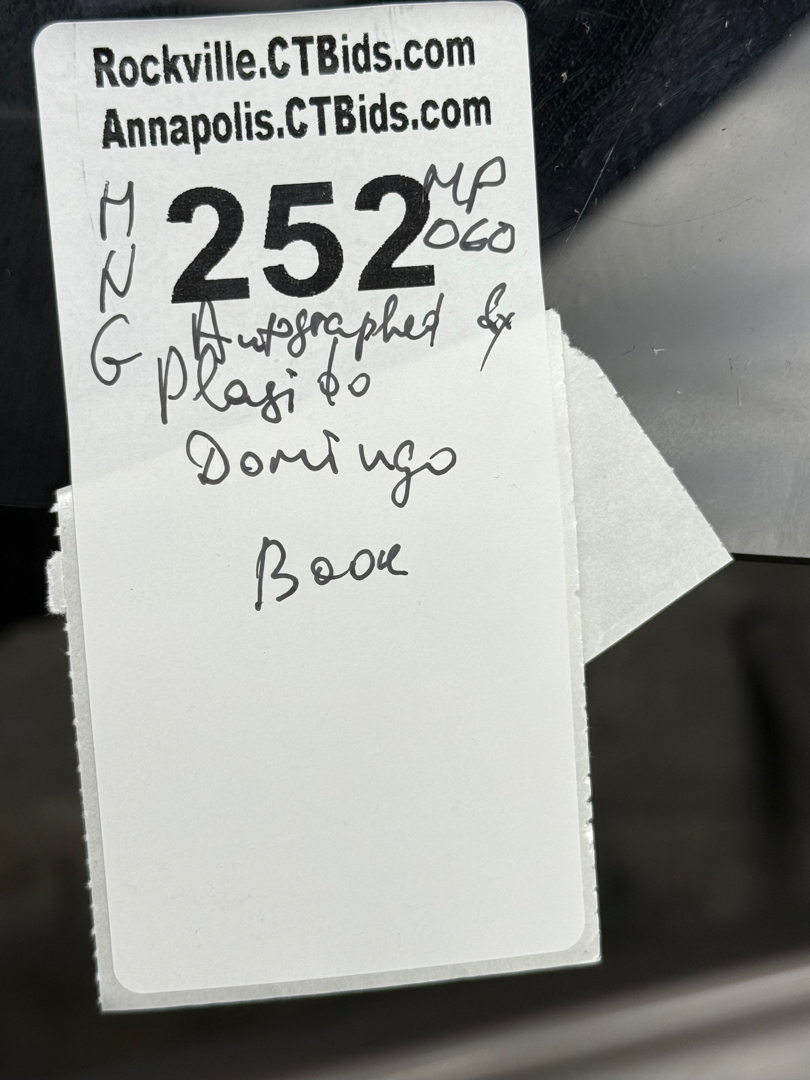 Rockville.CTBids.com
Annapolis.CTBids.com
M
N
G
252
MP
060
Autographed by
Plasido
Domingo
Book